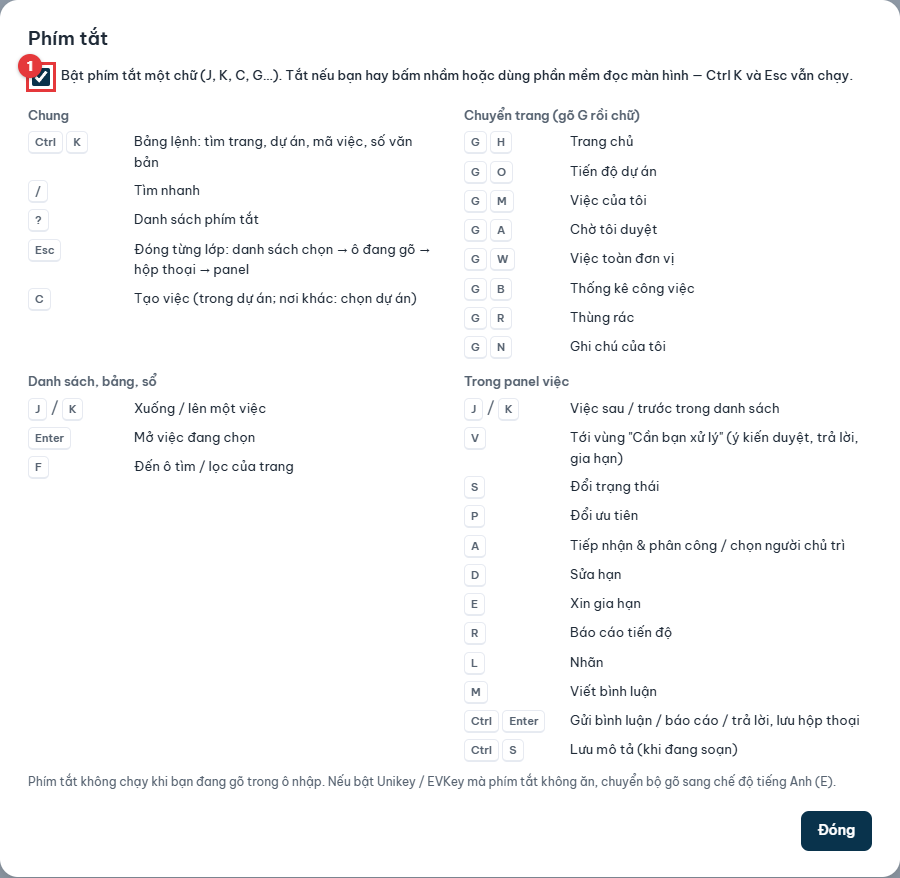 Phím tắt
1
Bật phím tắt một chữ (J, K, C, G…). Tắt nếu bạn hay bấm nhầm hoặc dùng phần mềm đọc màn hình — Ctrl K và Esc vẫn chạy.
Chung
Ctrl K Bảng lệnh: tìm trang, dự án, mã việc, số văn
bản
/ Tìm nhanh
? Danh sách phím tắt
Esc Đóng từng lớp: danh sách chọn → ô đang gõ →
hộp thoại → panel
C Tạo việc (trong dự án; nơi khác: chọn dự án)
Chuyển trang (gõ G rồi chữ)
G H Trang chủ
G O Tiến độ dự án
G M Việc của tôi
G A Chờ tôi duyệt
G W Việc toàn đơn vị
G B Thống kê công việc
G R Thùng rác
G N Ghi chú của tôi
Danh sách, bảng, sổ
J / K Xuống / lên một việc
Enter Mở việc đang chọn
F Đến ô tìm / lọc của trang
Trong panel việc
J / K Việc sau / trước trong danh sách
V Tới vùng "Cần bạn xử lý" (ý kiến duyệt, trả lời,
gia hạn)
S Đổi trạng thái
P Đổi ưu tiên
A Tiếp nhận & phân công / chọn người chủ trì
D Sửa hạn
E Xin gia hạn
R Báo cáo tiến độ
L Nhãn
M Viết bình luận
Ctrl Enter Gửi bình luận / báo cáo / trả lời, lưu hộp thoại
Ctrl S Lưu mô tả (khi đang soạn)
Phím tắt không chạy khi bạn đang gõ trong ô nhập. Nếu bật Unikey / EVKey mà phím tắt không ăn, chuyển bộ gõ sang chế độ tiếng Anh (E).
Đóng